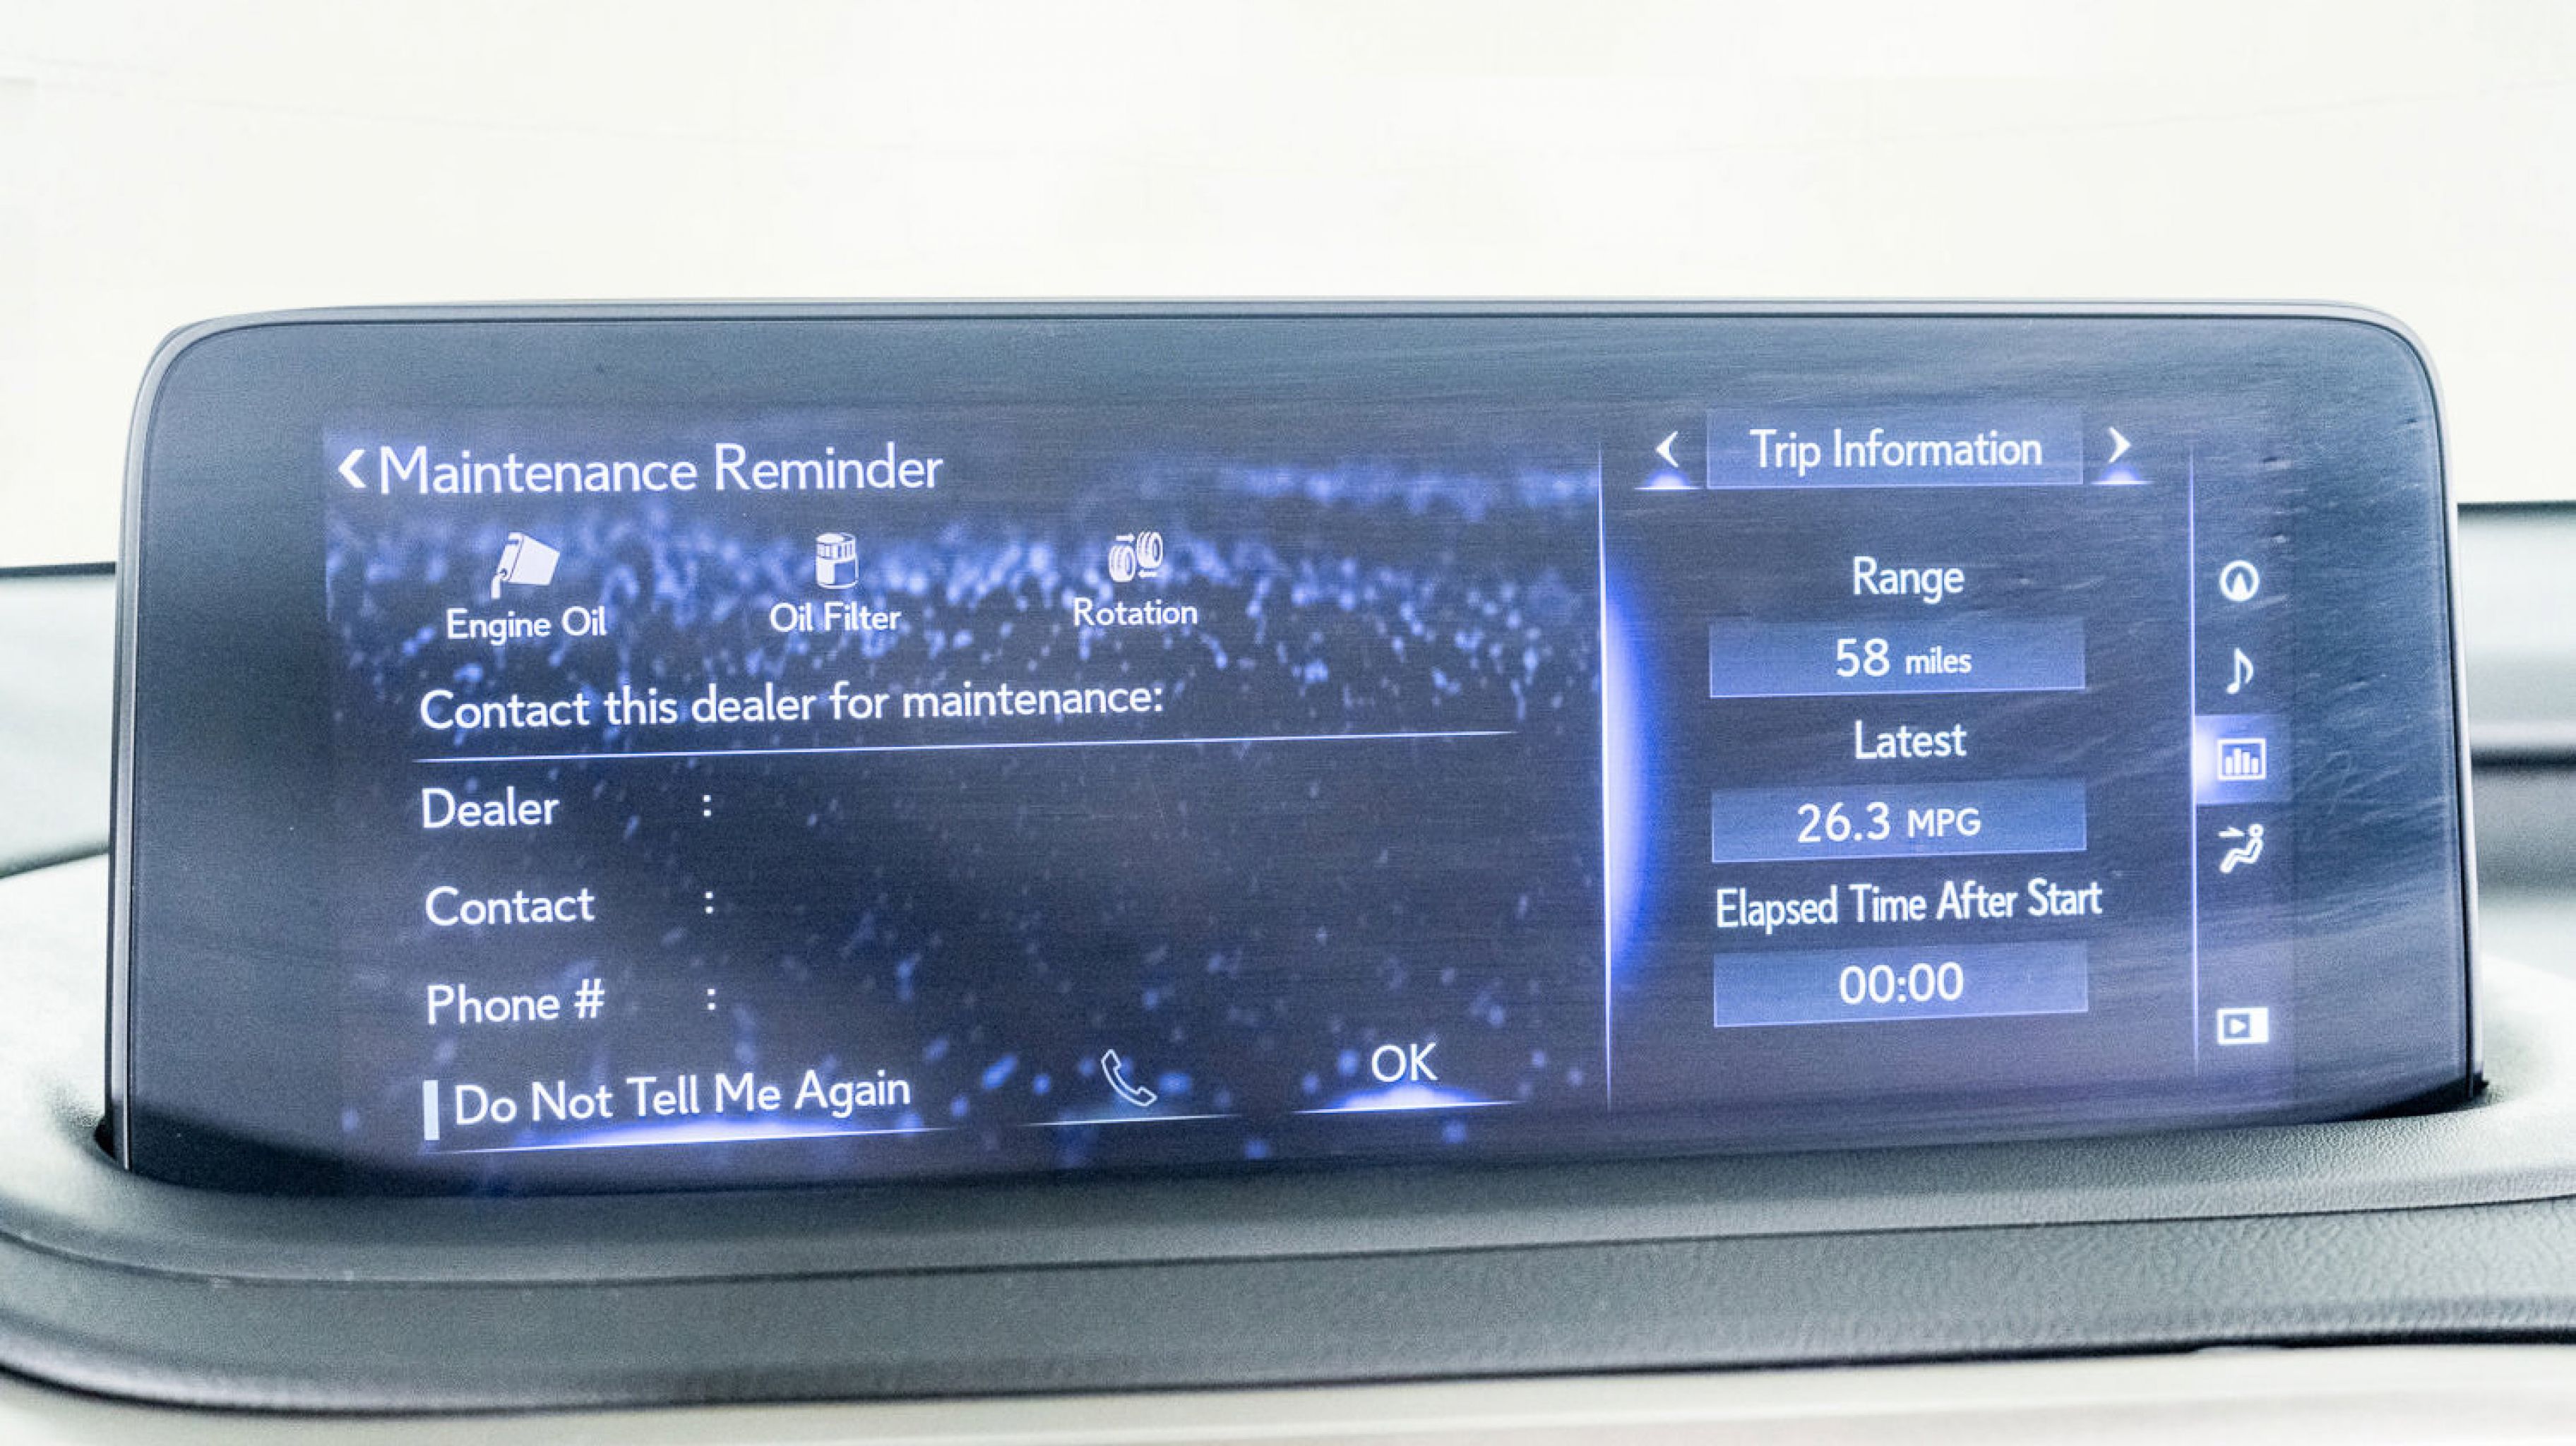 Maintenance Reminder
Engine Oil
Oil Filter
Rotation
Contact this dealer for maintenance:
Dealer :
Contact :
Phone # :
Do Not Tell Me Again
OK
Trip Information
Range
58 miles
Latest
26.3 MPG
Elapsed Time After Start
00:00